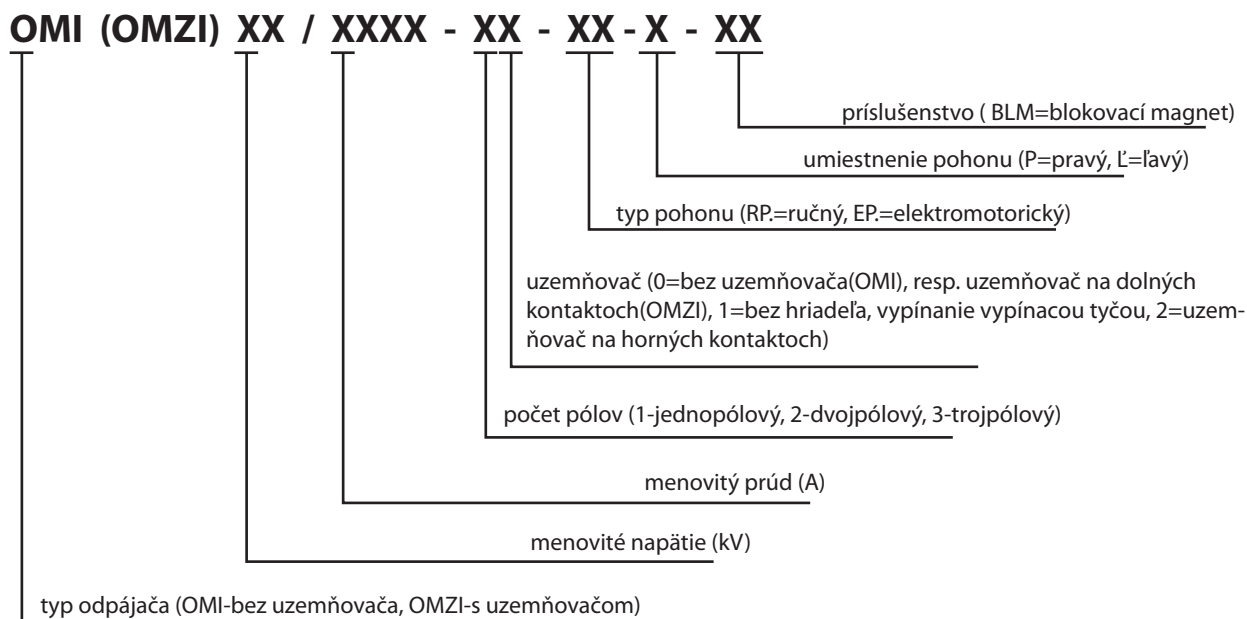 OMI (OMZI) XX / XXXX - XX - XX - X - XX
príslušenstvo ( BLM=blokovací magnet)
umiestnenie pohonu (P=pravý, Ľ=ľavý)
typ pohonu (RP.=ručný, EP.=elektromotorický)
uzemňovač (0=bez uzemňovača(OMI), resp. uzemňovač na dolných
kontaktoch(OMZI), 1=bez hriadeľa, vypínanie vypínacou tyčou, 2=uzem-
ňovač na horných kontaktoch)
počet pólov (1-jednopólový, 2-dvojpólový, 3-trojpólový)
menovitý prúd (A)
menovité napätie (kV)
typ odpájača (OMI-bez uzemňovača, OMZI-s uzemňovačom)